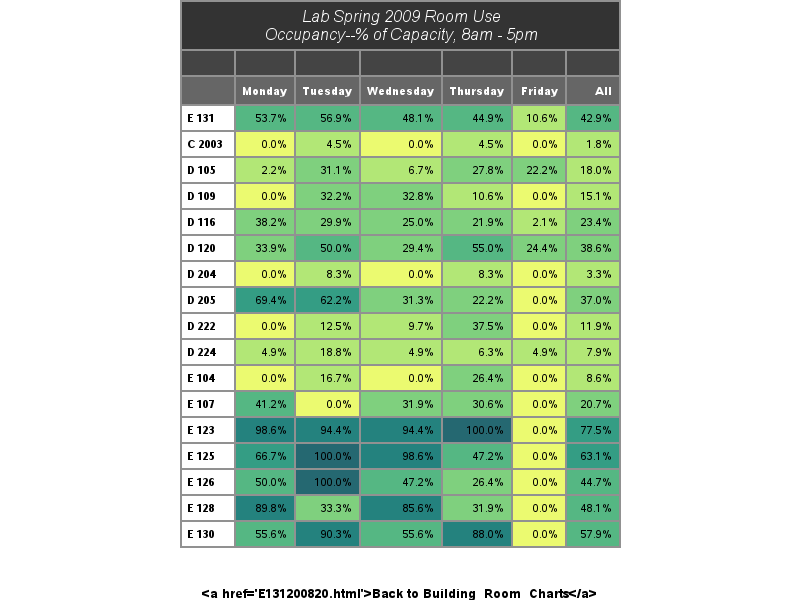 Lab Spring 2009 Room Use
Occupancy--% of Capacity, 8am - 5pm
Monday Tuesday Wednesday Thursday Friday All
E 131 53.7% 56.9% 48.1% 44.9% 10.6% 42.9%
C 2003 0.0% 4.5% 0.0% 4.5% 0.0% 1.8%
D 105 2.2% 31.1% 6.7% 27.8% 22.2% 18.0%
D 109 0.0% 32.2% 32.8% 10.6% 0.0% 15.1%
D 116 38.2% 29.9% 25.0% 21.9% 2.1% 23.4%
D 120 33.9% 50.0% 29.4% 55.0% 24.4% 38.6%
D 204 0.0% 8.3% 0.0% 8.3% 0.0% 3.3%
D 205 69.4% 62.2% 31.3% 22.2% 0.0% 37.0%
D 222 0.0% 12.5% 9.7% 37.5% 0.0% 11.9%
D 224 4.9% 18.8% 4.9% 6.3% 4.9% 7.9%
E 104 0.0% 16.7% 0.0% 26.4% 0.0% 8.6%
E 107 41.2% 0.0% 31.9% 30.6% 0.0% 20.7%
E 123 98.6% 94.4% 94.4% 100.0% 0.0% 77.5%
E 125 66.7% 100.0% 98.6% 47.2% 0.0% 63.1%
E 126 50.0% 100.0% 47.2% 26.4% 0.0% 44.7%
E 128 89.8% 33.3% 85.6% 31.9% 0.0% 48.1%
E 130 55.6% 90.3% 55.6% 88.0% 0.0% 57.9%
<a href='E131200820.html'>Back to Building_Room_Charts</a>